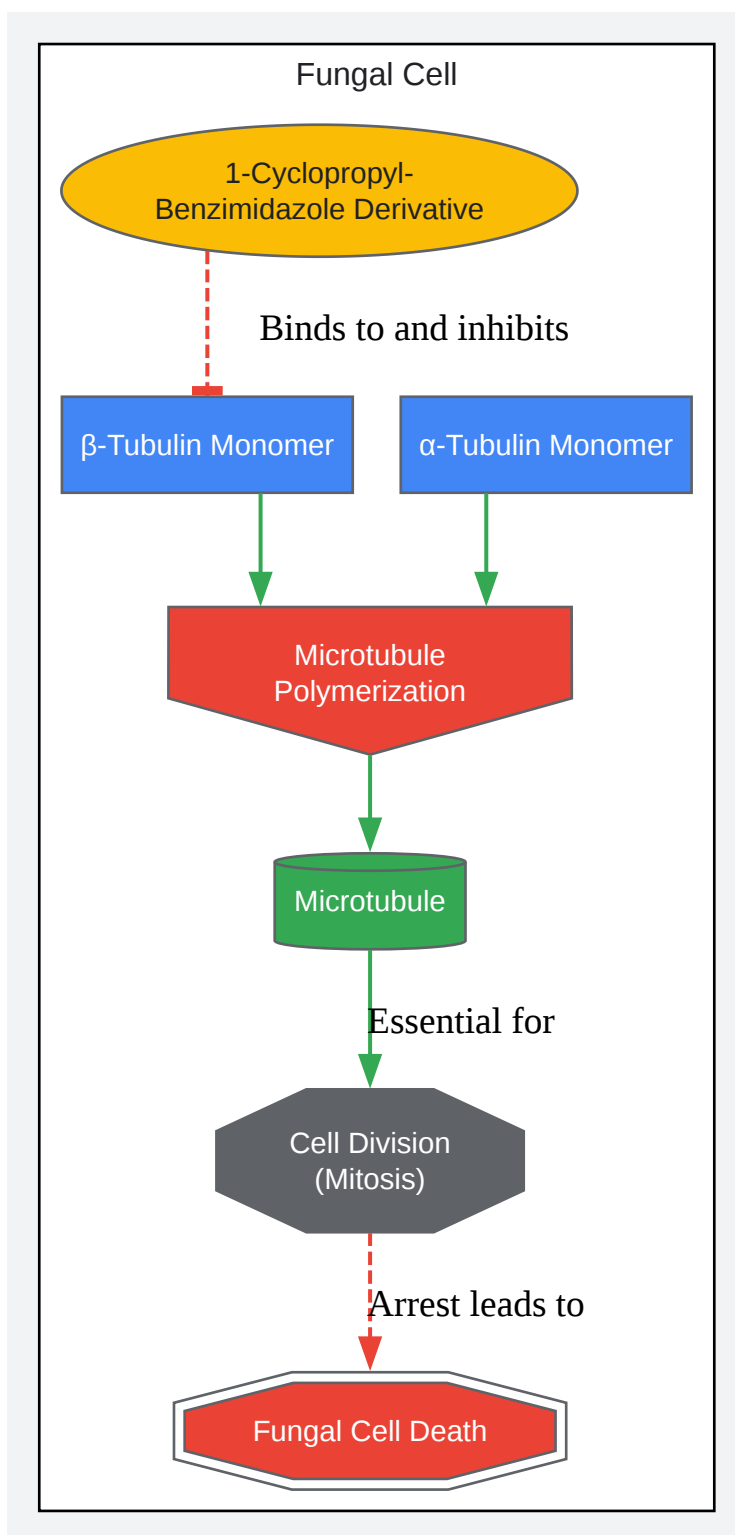 Fungal Cell
1-Cyclopropyl-
Benzimidazole Derivative
Binds to and inhibits
β-Tubulin Monomer
α-Tubulin Monomer
Microtubule
Polymerization
Microtubule
Essential for
Cell Division
(Mitosis)
Arrest leads to
Fungal Cell Death